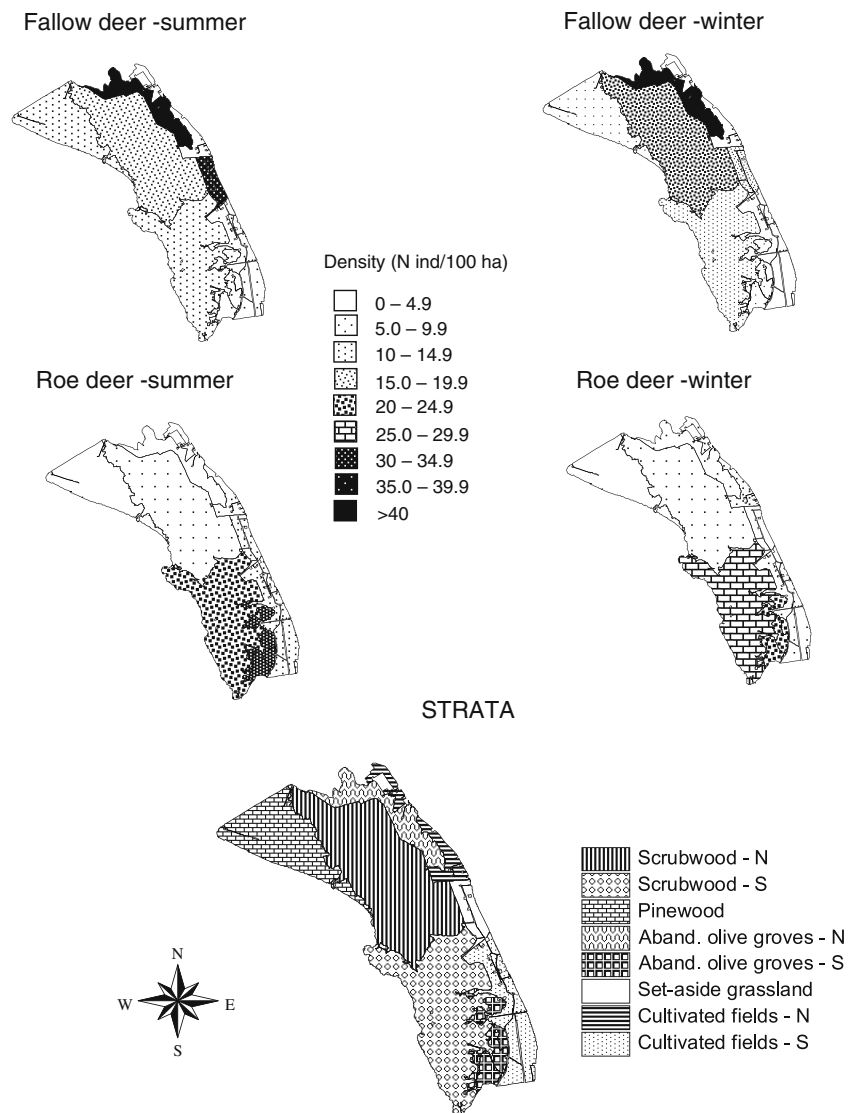 Fallow deer -summer
Fallow deer -winter
Density (N ind/100 ha)
0 – 4.9
5.0 – 9.9
10 – 14.9
15.0 – 19.9
20 – 24.9
25.0 – 29.9
30 – 34.9
35.0 – 39.9
>40
Roe deer -summer
Roe deer -winter
STRATA
Scrubwood - N
Scrubwood - S
Pinewood
Aband. olive groves - N
Aband. olive groves - S
Set-aside grassland
Cultivated fields - N
Cultivated fields - S
N
W E
S